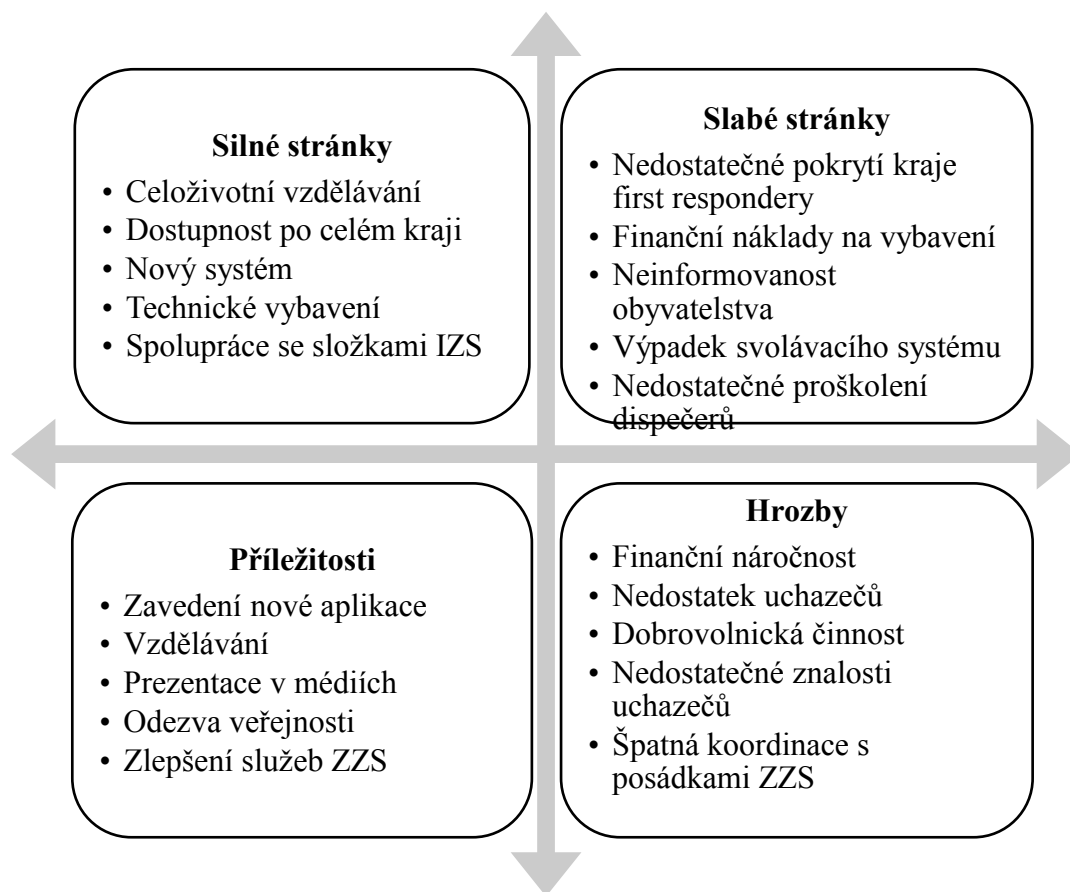 Silné stránky
• Celoživotní vzdělávání
• Dostupnost po celém kraji
• Nový systém
• Technické vybavení
• Spolupráce se složkami IZS
Slabé stránky
• Nedostatečné pokrytí kraje
first respondery
• Finanční náklady na vybavení
• Neinformovanost
obyvatelstva
• Výpadek svolávacího systému
• Nedostatečné proškolení
dispečerů
Příležitosti
• Zavedení nové aplikace
• Vzdělávání
• Prezentace v médiích
• Odezva veřejnosti
• Zlepšení služeb ZZS
Hrozby
• Finanční náročnost
• Nedostatek uchazečů
• Dobrovolnická činnost
• Nedostatečné znalosti
uchazečů
• Špatná koordinace s
posádkami ZZS